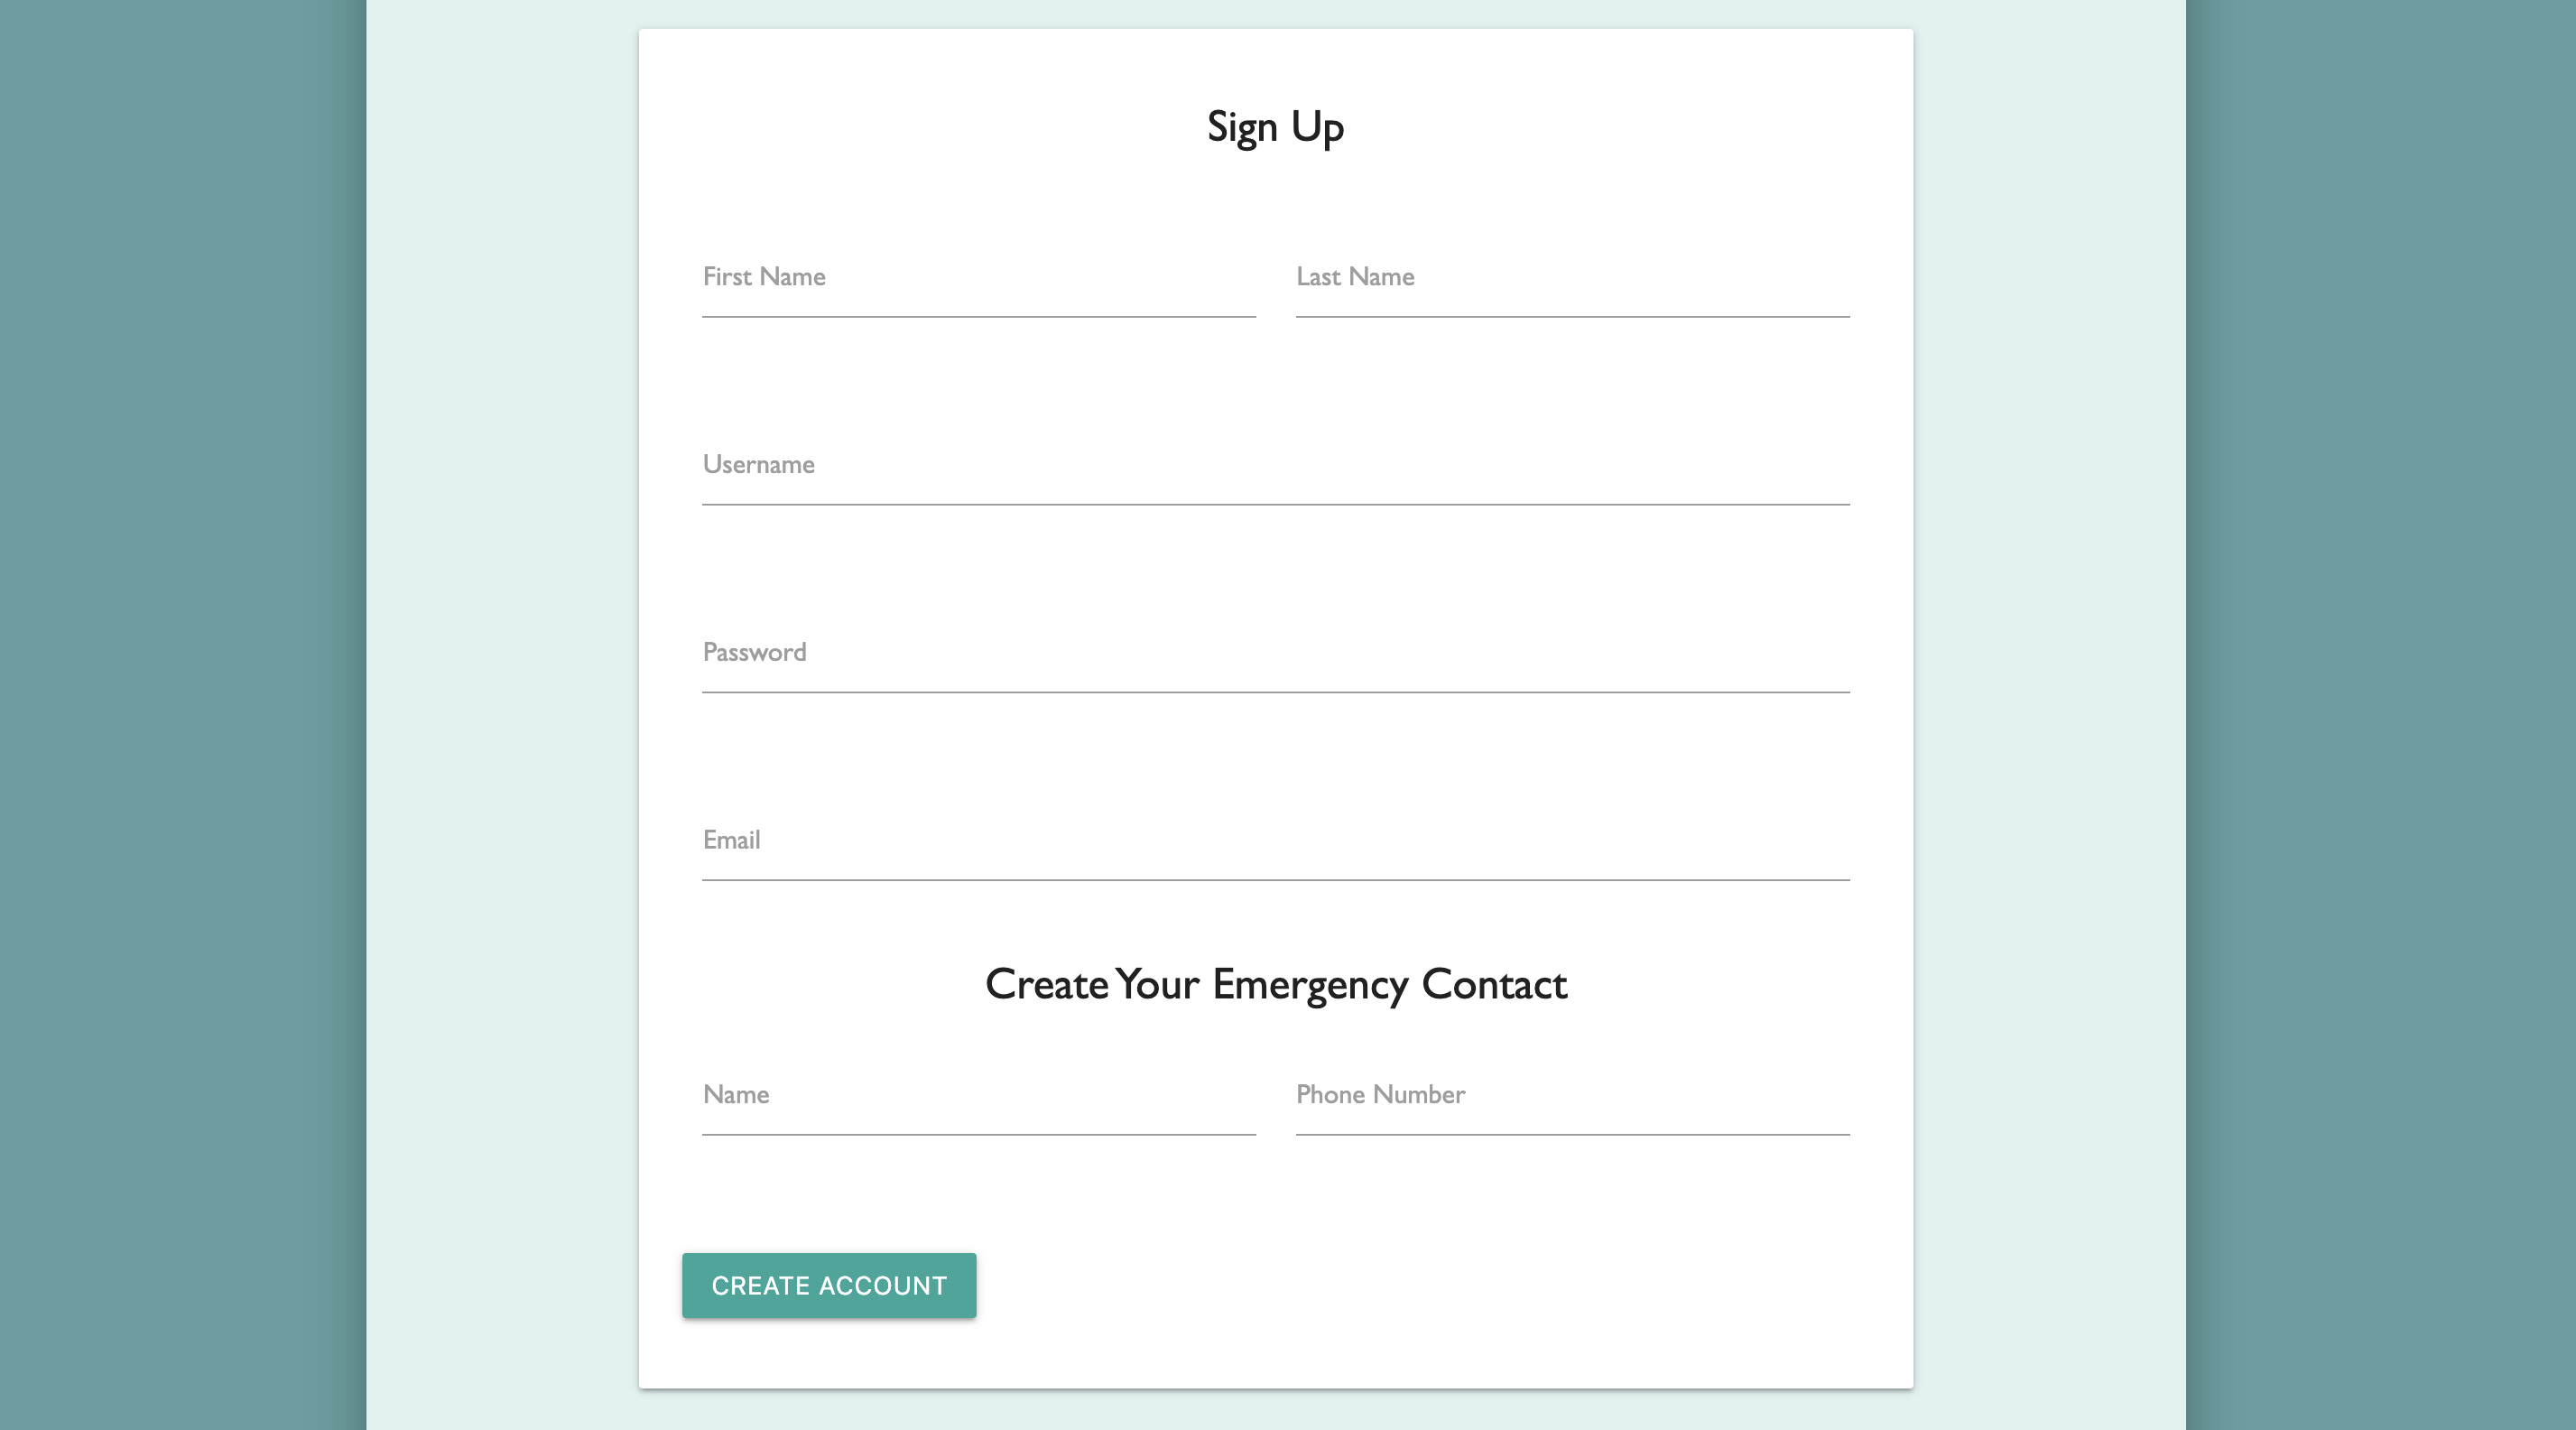 Sign Up
First Name Last Name
Username
Password
Email
Create Your Emergency Contact
Name Phone Number
CREATE ACCOUNT